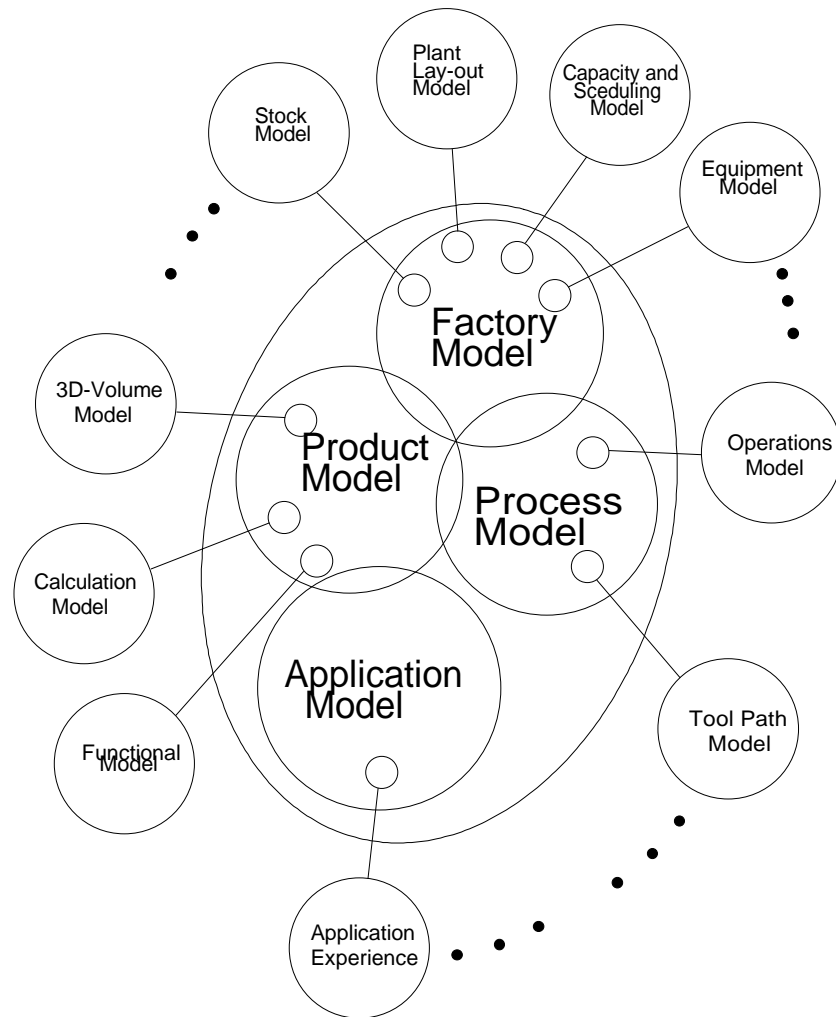 Plant
Lay-out
Model
Capacity and
Sceduling
Model
Stock
Model
Equipment
Model
Factory
Model
3D-Volume
Model
Product
Model
Operations
Model
Process
Model
Calculation
Model
Application
Model
Functional
Model
Tool Path
Model
Application
Experience